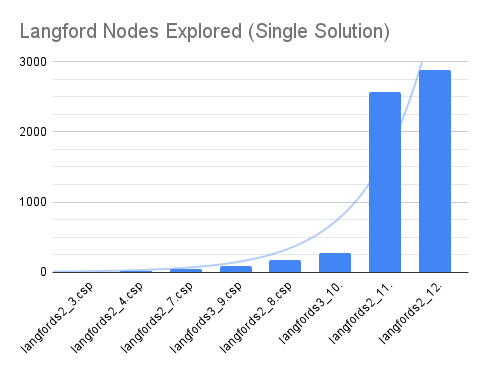 Langford Nodes Explored (Single Solution)
3000
2000
1000
0
langfords2_3.csp
langfords2_4.csp
langfords2_7.csp
langfords3_9.csp
langfords2_8.csp
langfords3_10.
langfords2_11.
langfords2_12.